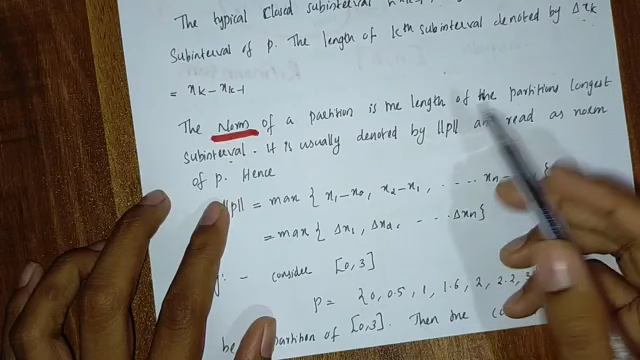 The typical closed subinterval
subinterval of p. The length of kth subinterval denoted by Δxk
= xk - xk-1
The Norm of a partition is the length of the partitions longest
subinterval. It is usually denoted by ||p|| and read as norm
of p. Hence
||p|| = max { x1-x0, x2-x1, ..... xn-
= max { Δx1, Δx2, ..... Δxn}
:- consider [0,3]
p = {0, 0.5, 1, 1.6, 2, 2.2,
be partition of [0,3]. Then